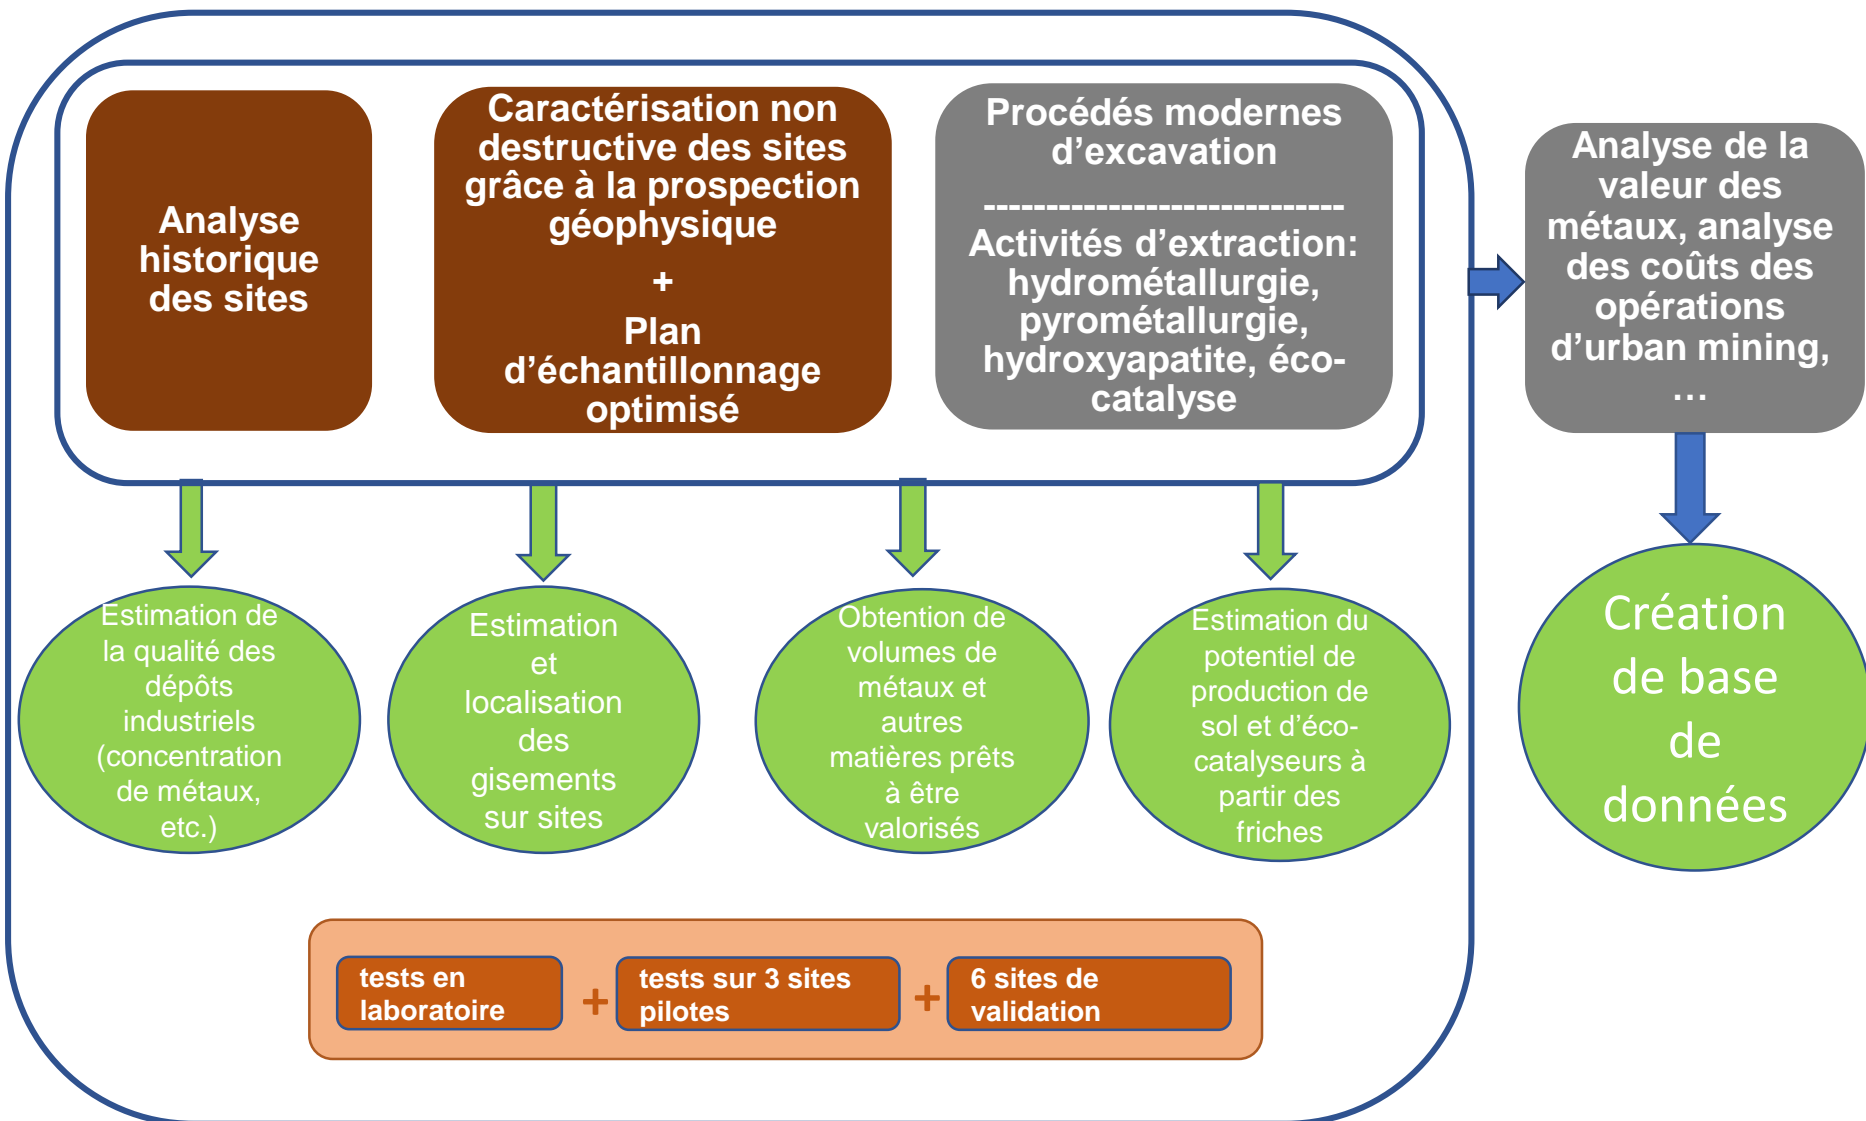 Analyse
historique
des sites
Caractérisation non
destructive des sites
grâce à la prospection
géophysique
+
Plan
d’échantillonnage
optimisé
Procédés modernes
d’excavation
-----------------------------
Activités d’extraction:
hydrométallurgie,
pyrométallurgie,
hydroxyapatite, éco-
catalyse
Analyse de la
valeur des
métaux, analyse
des coûts des
opérations
d’urban mining,
…
Estimation de
la qualité des
dépôts
industriels
(concentration
de métaux,
etc.)
Estimation
et
localisation
des
gisements
sur sites
Obtention de
volumes de
métaux et
autres
matières prêts
à être
valorisés
Estimation du
potentiel de
production de
sol et d’éco-
catalyseurs à
partir des
friches
Création
de base
de
données
tests en
laboratoire
+
tests sur 3 sites
pilotes
+
6 sites de
validation